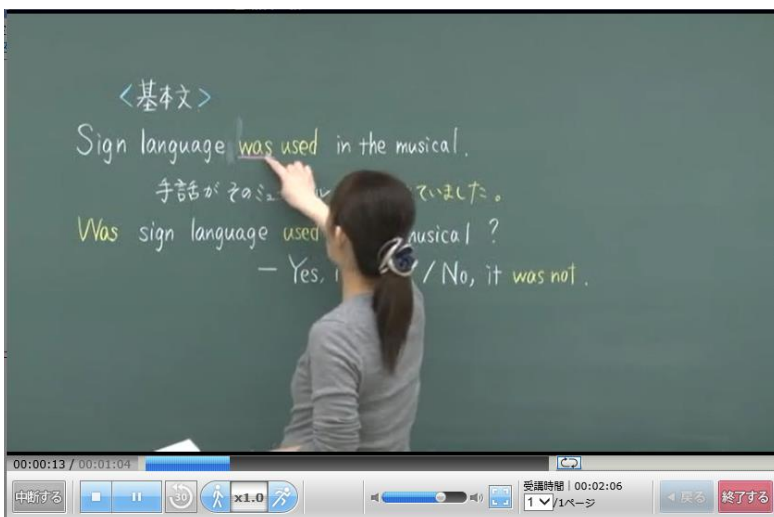 <基本文>
Sign language was used in the musical.
手話が そのミュ ていました。
Was sign language used musical ?
— Yes, / No, it was not.
00:00:13 / 00:01:04
中断する 30 x1.0 受講時間 | 00:02:06 1 /1ページ 戻る 終了する